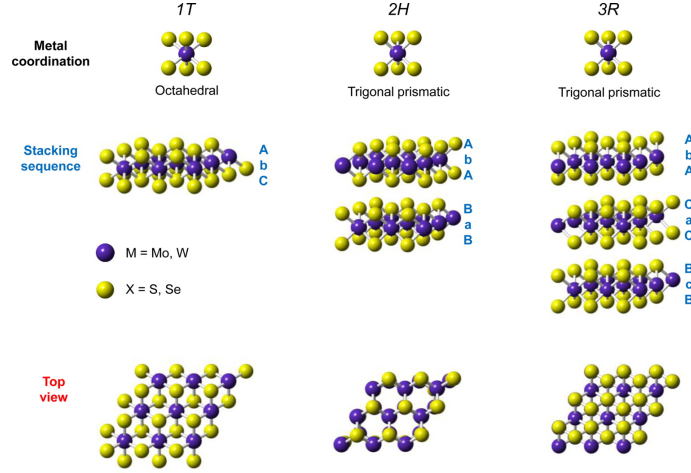 1T 2H 3R
Metal
coordination
Octahedral Trigonal prismatic Trigonal prismatic
Stacking
sequence
A
b
C
A
b
A
B
a
B
A
b
A
C
a
C
B
c
B
M = Mo, W
X = S, Se
Top
view